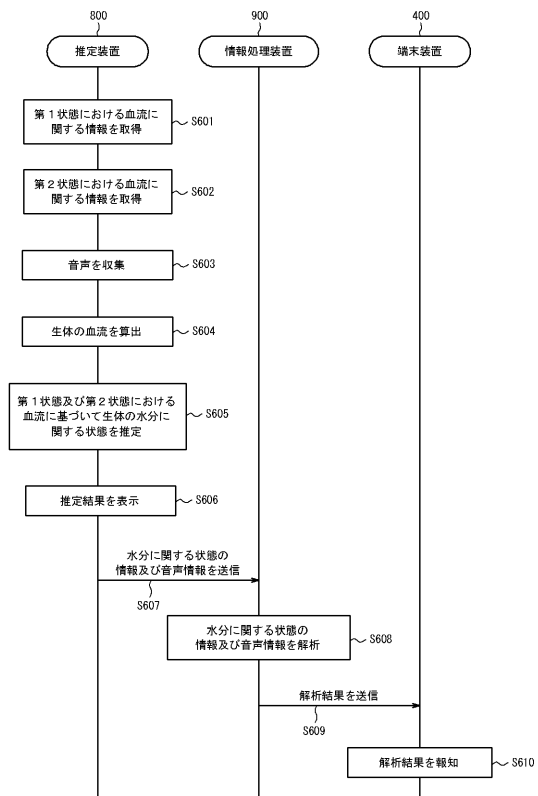 800
900
400
推定装置
情報処理装置
端末装置
第１状態における血流に
関する情報を取得
S601
第２状態における血流に
関する情報を取得
S602
音声を収集
S603
生体の血流を算出
S604
第１状態及び第２状態における
血流に基づいて生体の水分に
関する状態を推定
S605
推定結果を表示
S606
水分に関する状態の
情報及び音声情報を送信
S607
水分に関する状態の
情報及び音声情報を解析
S608
解析結果を送信
S609
解析結果を報知
S610